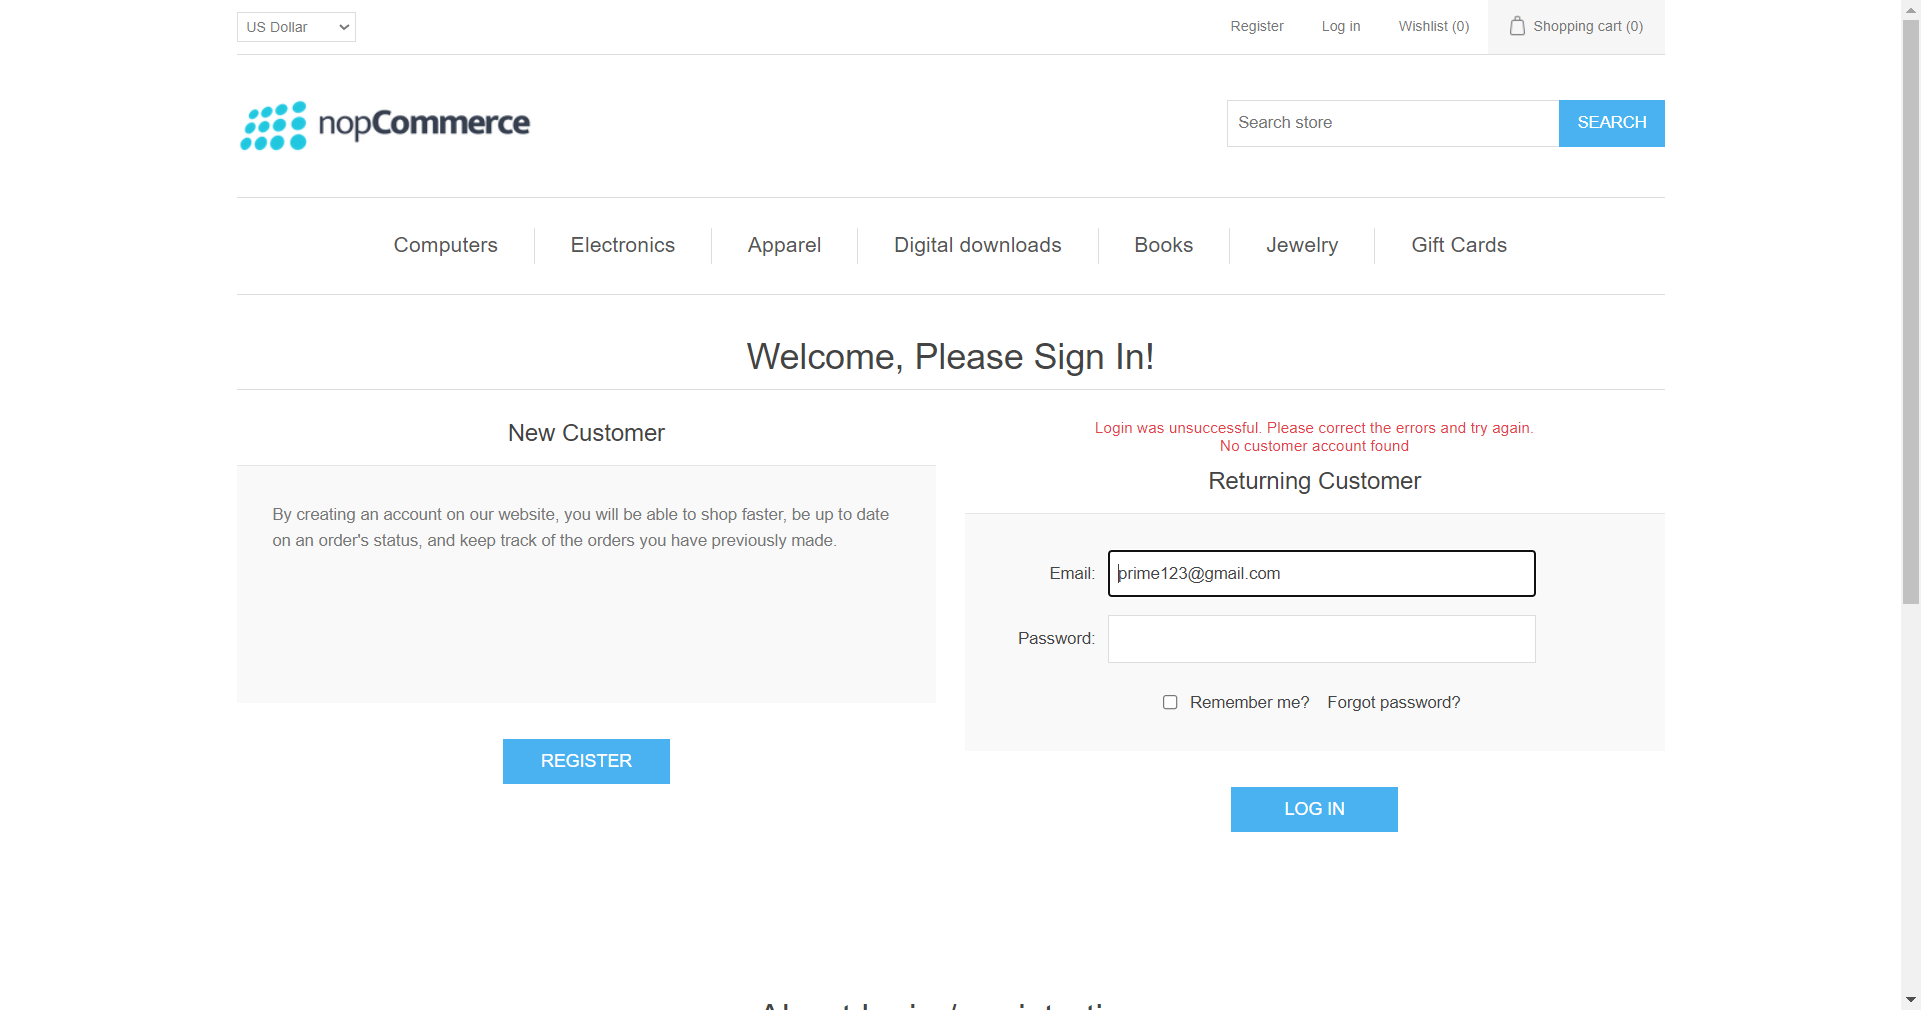 US Dollar
Register
Log in
Wishlist (0)
Shopping cart (0)
nopCommerce
Search store
SEARCH
Computers
Electronics
Apparel
Digital downloads
Books
Jewelry
Gift Cards
Welcome, Please Sign In!
New Customer
By creating an account on our website, you will be able to shop faster, be up to date
on an order's status, and keep track of the orders you have previously made.
REGISTER
Login was unsuccessful. Please correct the errors and try again.
No customer account found
Returning Customer
Email:
prime123@gmail.com
Password:
Remember me?
Forgot password?
LOG IN